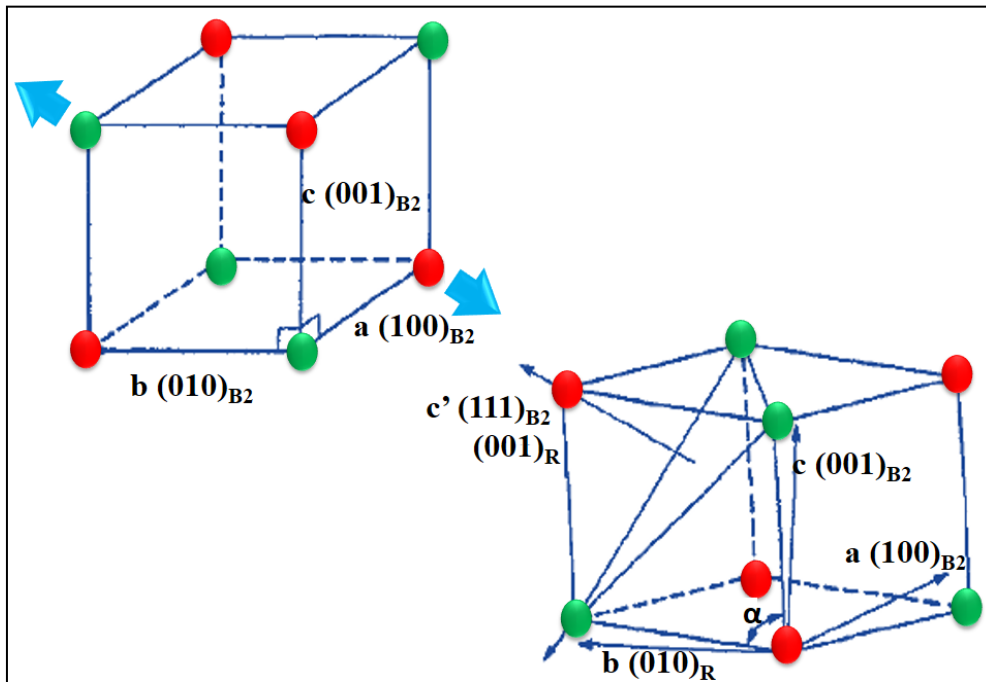 c (001)B2
a (100)B2
b (010)B2
c’ (111)B2
(001)R
c (001)B2
a (100)B2
α
b (010)R